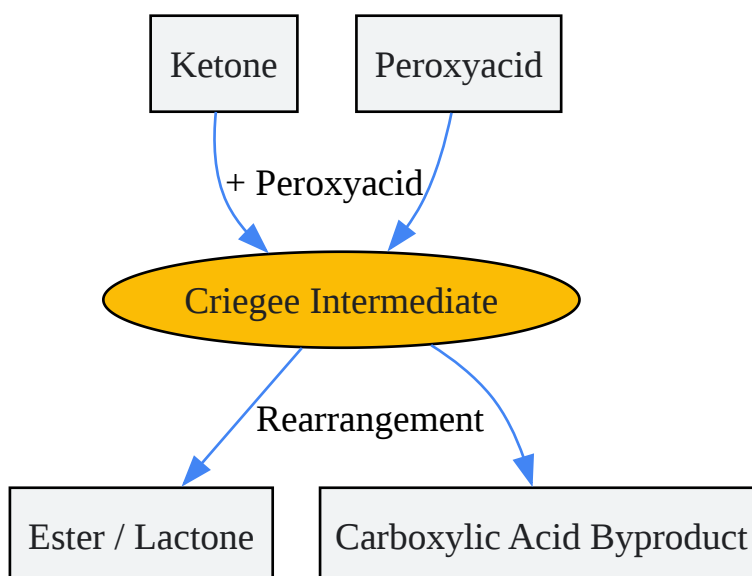 Ketone
Peroxyacid
+ Peroxyacid
Criegee Intermediate
Rearrangement
Ester / Lactone
Carboxylic Acid Byproduct